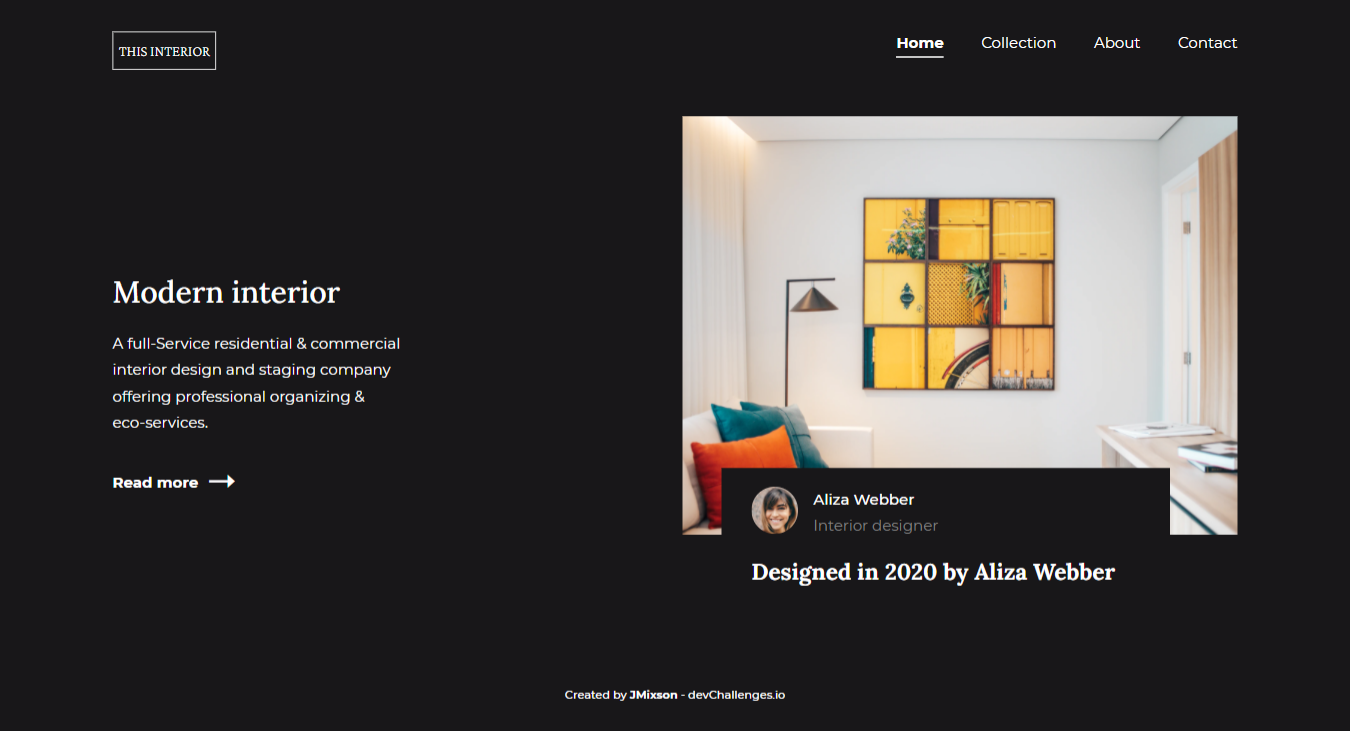 THIS INTERIOR
Home Collection About Contact
Modern interior
A full-Service residential & commercial
interior design and staging company
offering professional organizing &
eco-services.
Read more
Aliza Webber
Interior designer
Designed in 2020 by Aliza Webber
Created by JMixson - devChallenges.io